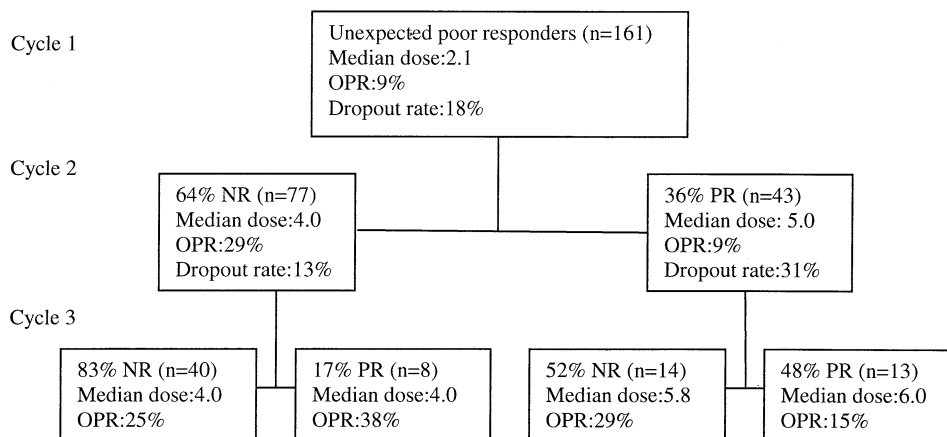 Cycle 1
Unexpected poor responders (n=161)
Median dose:2.1
OPR:9%
Dropout rate:18%
Cycle 2
64% NR (n=77)
Median dose:4.0
OPR:29%
Dropout rate:13%
36% PR (n=43)
Median dose: 5.0
OPR:9%
Dropout rate:31%
Cycle 3
83% NR (n=40)
Median dose:4.0
OPR:25%
17% PR (n=8)
Median dose:4.0
OPR:38%
52% NR (n=14)
Median dose:5.8
OPR:29%
48% PR (n=13)
Median dose:6.0
OPR:15%